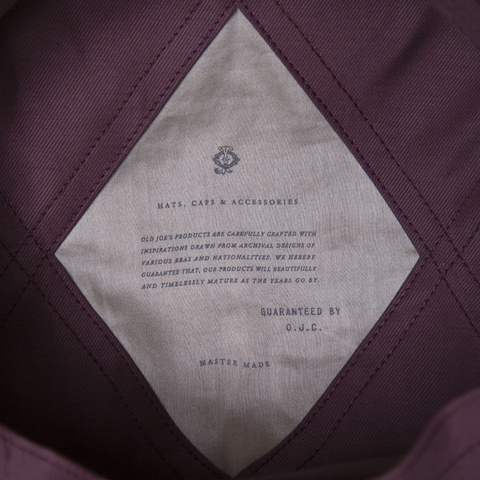 HATS, CAPS & ACCESSORIES
OLD JOE'S PRODUCTS ARE CAREFULLY CRAFTED WITH
INSPIRATIONS DRAWN FROM ARCHIVAL DESIGNS OF
VARIOUS ERAS AND NATIONALITIES. WE HEREBY
GUARANTEE THAT, OUR PRODUCTS WILL BEAUTIFULLY
AND TIMELESSLY MATURE AS THE YEARS GO BY.
GUARANTEED BY
O.J.C.
MASTER MADE